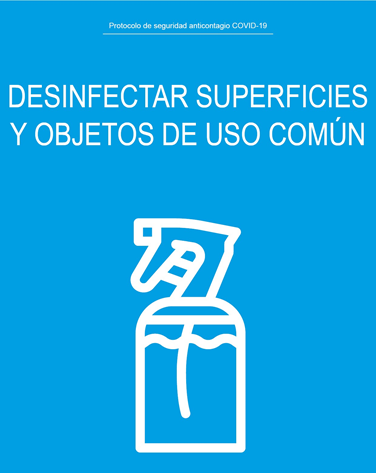 Protocolo de seguridad anticontagio COVID-19
DESINFECTAR SUPERFICIES
Y OBJETOS DE USO COMÚN